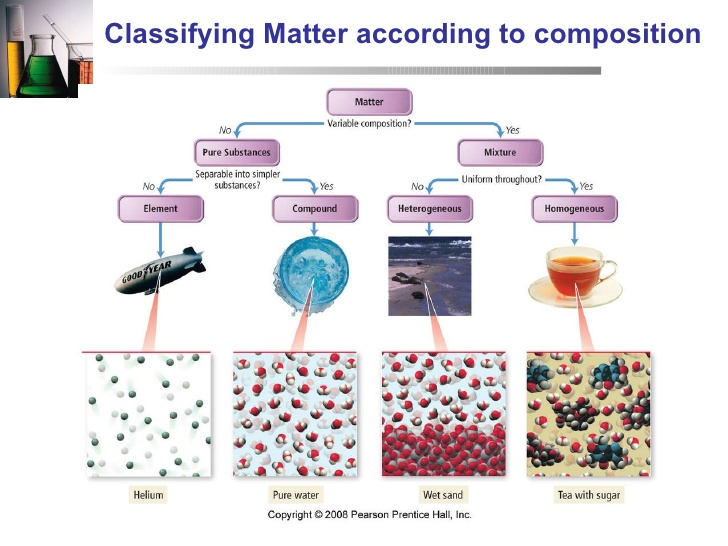 Classifying Matter according to composition
Matter
Variable composition?
No
Yes
Pure Substances
Mixture
Separable into simpler
substances?
No
Yes
Uniform throughout?
No
Yes
Element
Compound
Heterogeneous
Homogeneous
GOODYEAR
Helium
Pure water
Wet sand
Tea with sugar
Copyright © 2008 Pearson Prentice Hall, Inc.